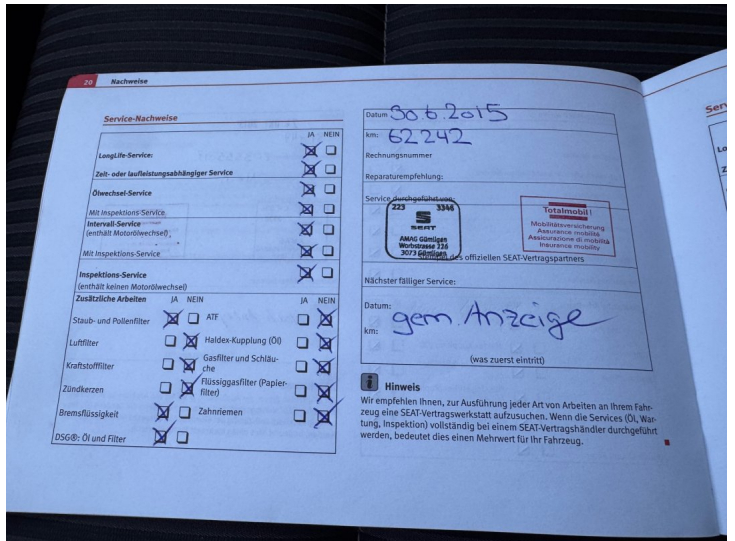 20 Nachweise
Service-Nachweise
JA NEIN
LongLife-Service:
Zeit- oder laufleistungsabhängiger Service
Ölwechsel-Service
Mit Inspektions-Service
Intervall-Service
(enthält Motorölwechsel)
Mit Inspektions-Service
Inspektions-Service
(enthält keinen Motorölwechsel)
Zusätzliche Arbeiten JA NEIN JA NEIN
Staub- und Pollenfilter ATF
Luftfilter Haldex-Kupplung (Öl)
Kraftstofffilter Gasfilter und Schläu-
che
Zündkerzen Flüssiggasfilter (Papier-
filter)
Bremsflüssigkeit Zahnriemen
DSG®: Öl und Filter
Datum 30.6.2015
km: 62242
Rechnungsnummer
Reparaturempfehlung:
Service durchgeführt von:
223 3346
SEAT
AMAG Gümligen
Worbstrasse 226
3073 Gümligen
Totalmobil!
Mobilitätsversicherung
Assurance mobilité
Assicurazione di mobilità
Insurance mobility
des offiziellen SEAT-Vertragspartners
Nächster fälliger Service:
Datum:
gem. Anzeige
km:
(was zuerst eintritt)
i Hinweis
Wir empfehlen Ihnen, zur Ausführung jeder Art von Arbeiten an Ihrem Fahr-
zeug eine SEAT-Vertragswerkstatt aufzusuchen. Wenn die Services (Öl, War-
tung, Inspektion) vollständig bei einem SEAT-Vertragshändler durchgeführt
werden, bedeutet dies einen Mehrwert für Ihr Fahrzeug.
Serv
Lo